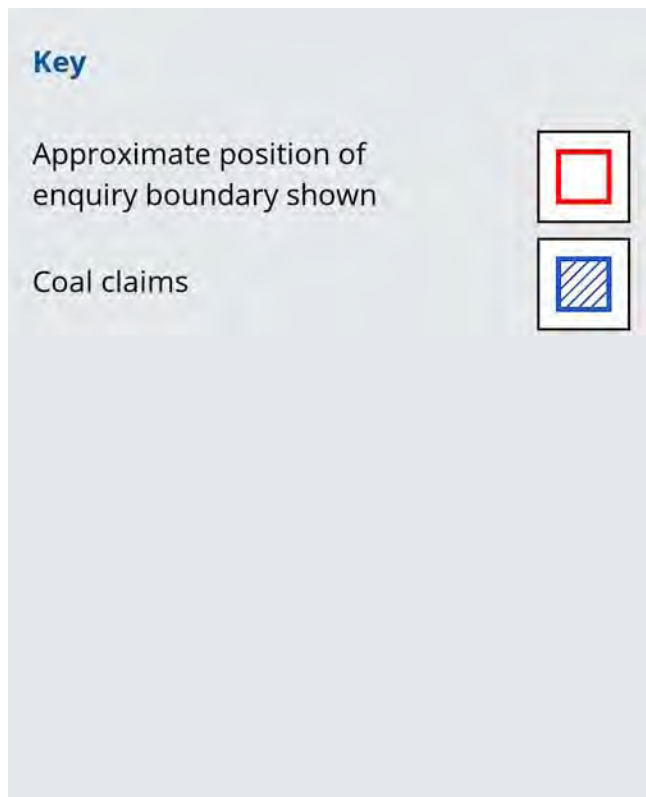 Key
Approximate position of
enquiry boundary shown
Coal claims